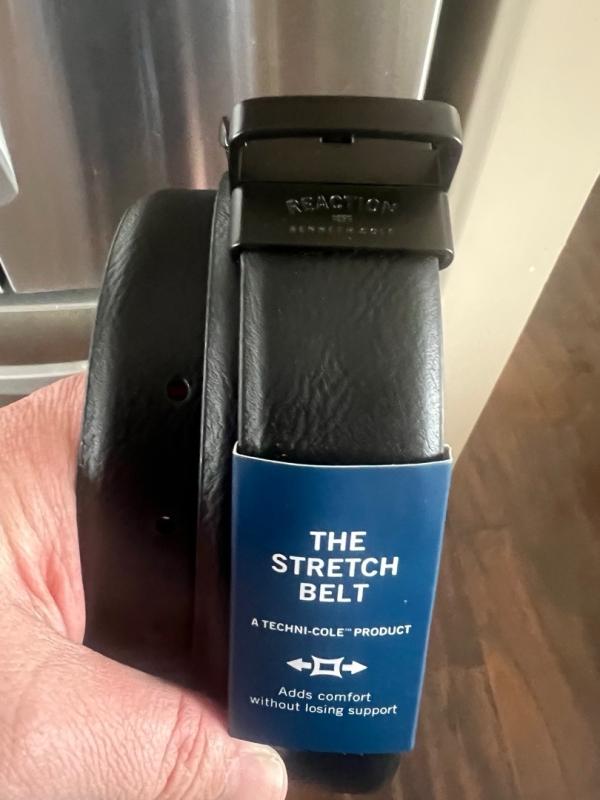 REACTION
KENNETH COLE
THE
STRETCH
BELT
A TECHNI-COLE™ PRODUCT
Adds comfort
without losing support